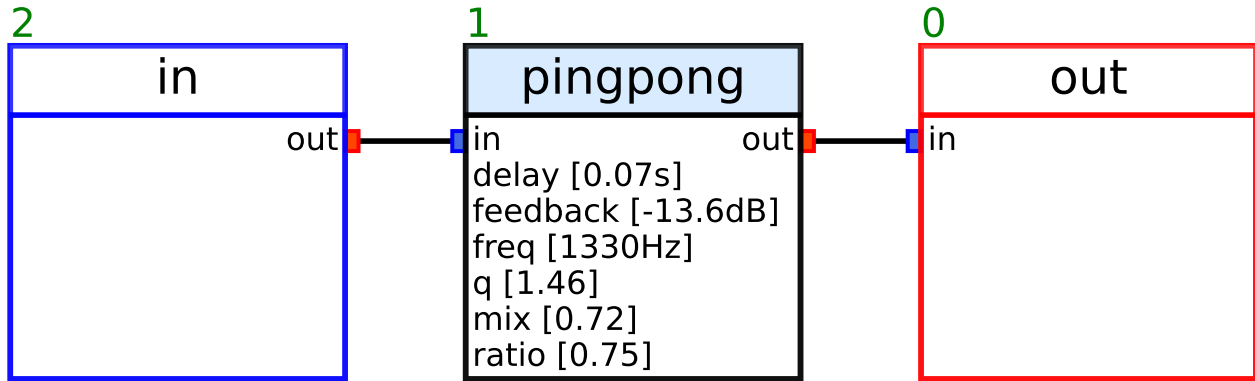 2
in
out
1
pingpong
in
out
delay [0.07s]
feedback [-13.6dB]
freq [1330Hz]
q [1.46]
mix [0.72]
ratio [0.75]
0
out
in